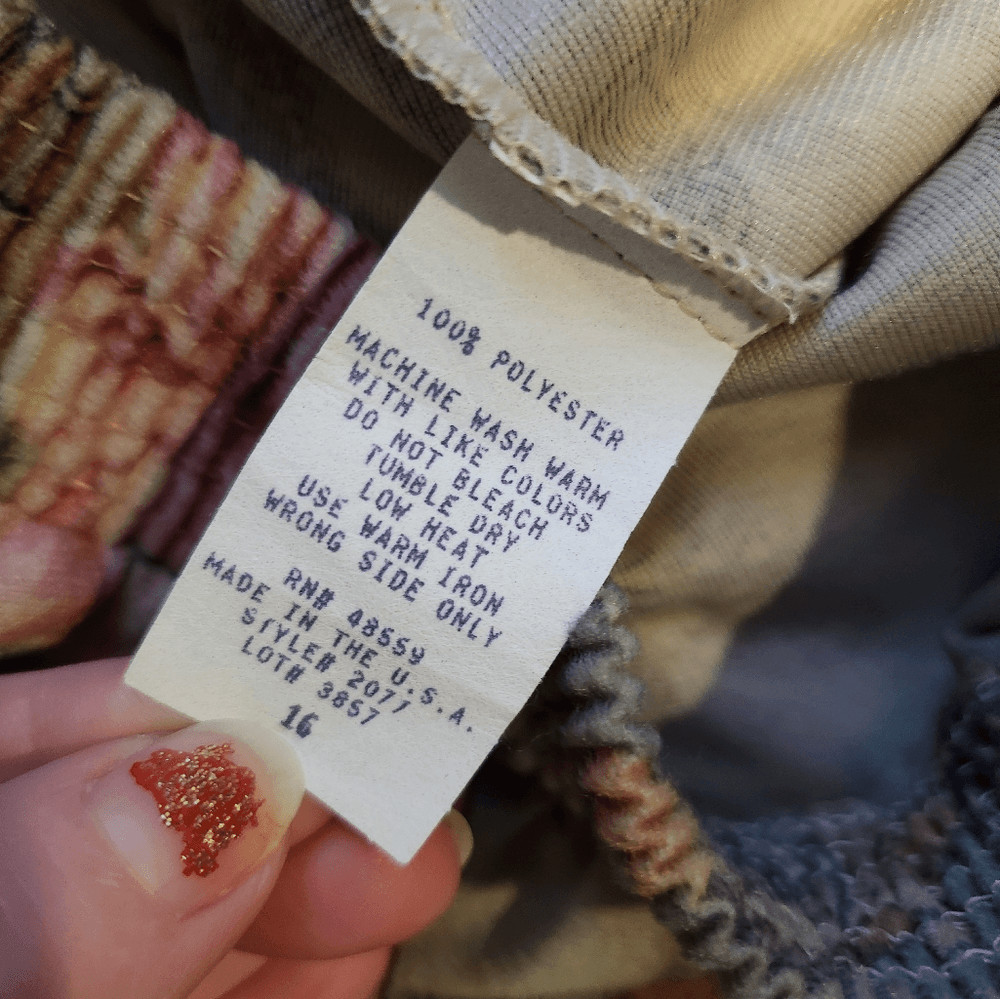 100% POLYESTER
MACHINE WASH WARM
WITH LIKE COLORS
DO NOT BLEACH
TUMBLE DRY
LOW HEAT
USE WARM IRON
WRONG SIDE ONLY
RN# 48559
MADE IN THE U.S.A.
STYLE# 2077
LOT# 3857
16